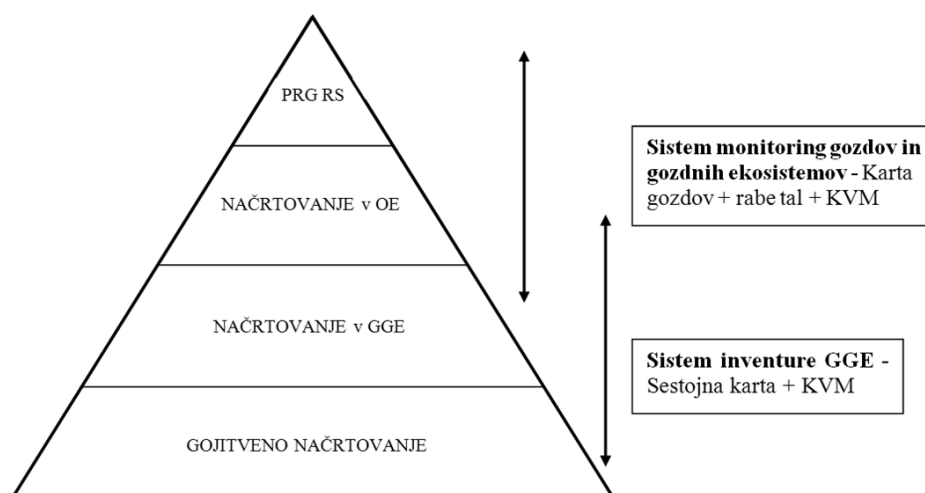 PRG RS
NAČRTOVANJE v OE
NAČRTOVANJE v GGE
GOJITVENO NAČRTOVANJE
Sistem monitoring gozdov in
gozdnih ekosistemov - Karta
gozdov + rabe tal + KVM
Sistem inventure GGE -
Sestojna karta + KVM